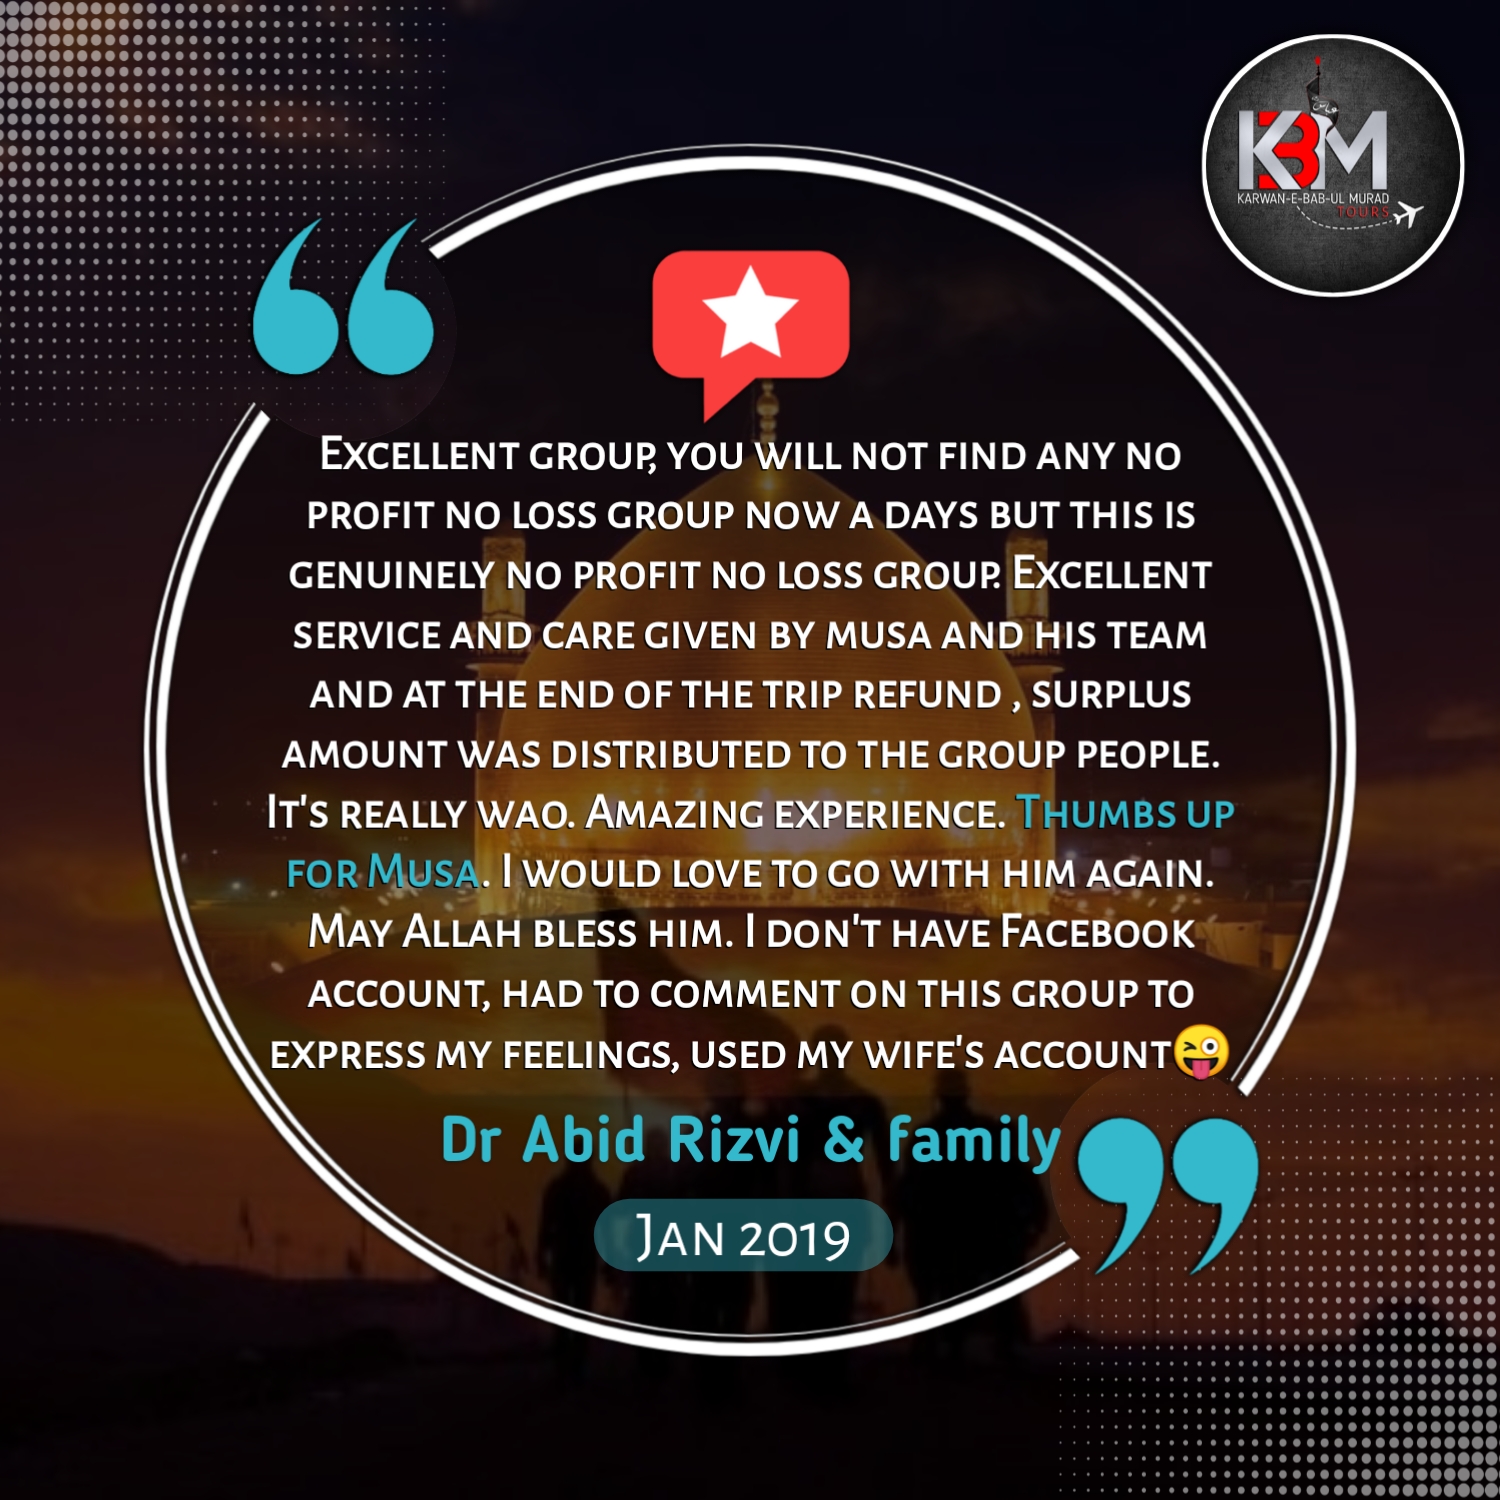 KBM
KARWAN-E-BAB-UL MURAD
TOURS
Excellent group, you will not find any no
profit no loss group now a days but this is
genuinely no profit no loss group. Excellent
service and care given by musa and his team
and at the end of the trip refund , surplus
amount was distributed to the group people.
It's really wao. Amazing experience. Thumbs up
for Musa. I would love to go with him again.
May Allah bless him. I don't have Facebook
account, had to comment on this group to
express my feelings, used my wife's account😜
Dr Abid Rizvi & family
Jan 2019